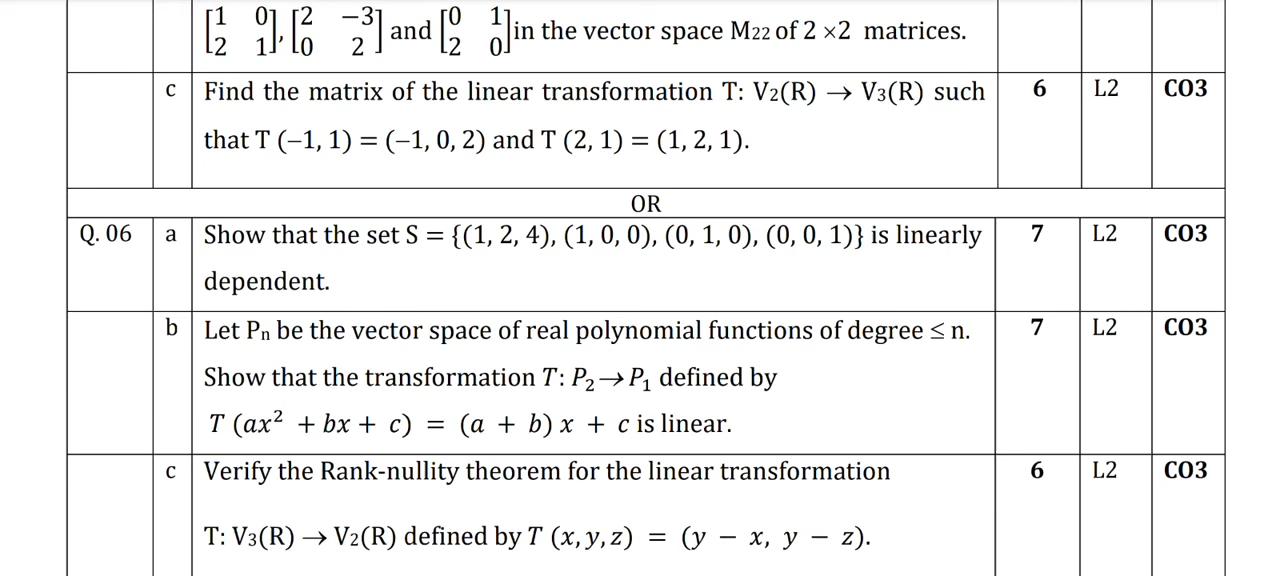 [1 0
2 1], [2 −3
0 2] and [0 1
2 0] in the vector space M22 of 2 ×2 matrices.
c Find the matrix of the linear transformation T: V2(R) → V3(R) such 6 L2 CO3
that T (−1, 1) = (−1, 0, 2) and T (2, 1) = (1, 2, 1).
OR
Q. 06 a Show that the set S = {(1, 2, 4), (1, 0, 0), (0, 1, 0), (0, 0, 1)} is linearly 7 L2 CO3
dependent.
b Let Pn be the vector space of real polynomial functions of degree ≤ n. 7 L2 CO3
Show that the transformation T: P₂→P₁ defined by
T (ax² + bx + c) = (a + b) x + c is linear.
c Verify the Rank-nullity theorem for the linear transformation 6 L2 CO3
T: V3(R) → V2(R) defined by T (x, y, z) = (y − x, y − z).